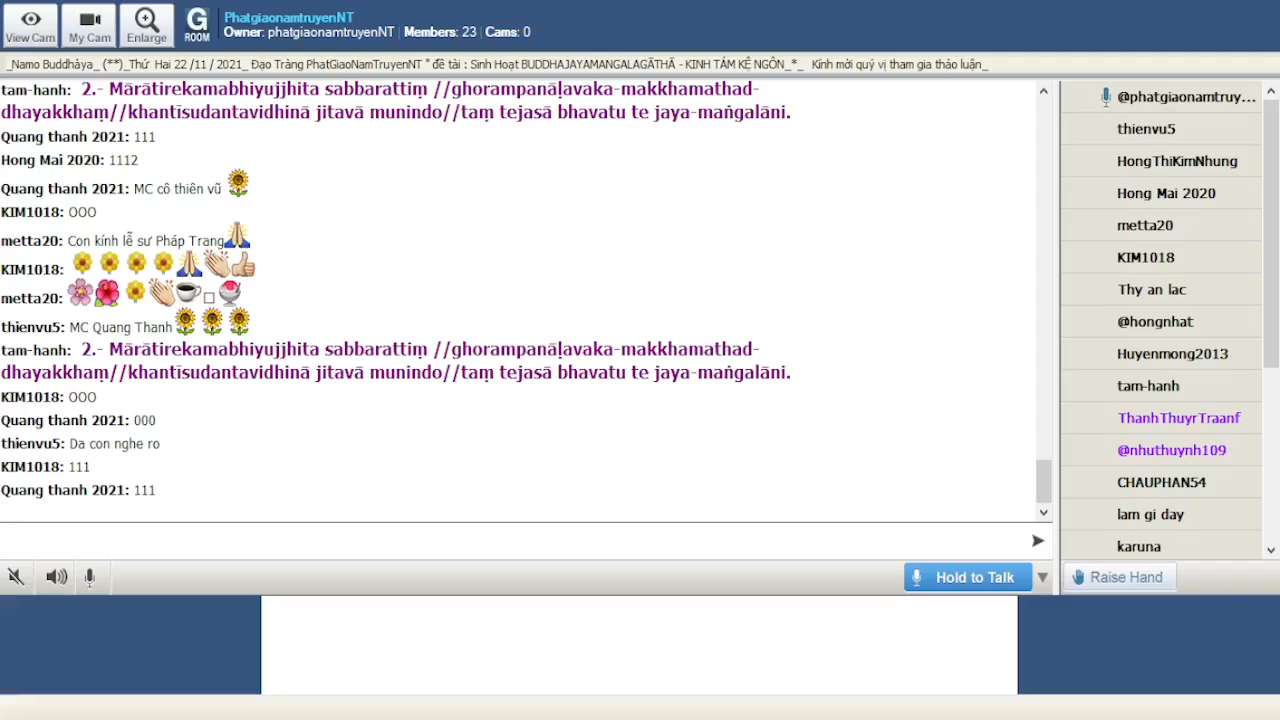 View Cam
My Cam
Enlarge
G
ROOM
PhatgiaonamtruyenNT
Owner: phatgiaonamtruyenNT | Members: 23 | Cams: 0
_Namo Buddhàya_ (**)_Thứ Hai 22 /11 / 2021_ Đạo Tràng PhatGiaoNamTruyenNT " đề tài : Sinh Hoạt BUDDHAJAYAMANGALAGĀTHĀ - KINH TÁM KỆ NGÔN_*_ Kính mời quý vị tham gia thảo luận_
tam-hanh: 2.- Mārātirekamabhiyujjhita sabbarattiṃ //ghorampanāḷavaka-makkhamathad-
dhayakkhaṃ//khantīsudantavidhinā jitavā munindo//taṃ tejasā bhavatu te jaya-maṅgalāni.
Quang thanh 2021: 111
Hong Mai 2020: 1112
Quang thanh 2021: MC cô thiên vũ 🌻
KIM1018: OOO
metta20: Con kính lễ sư Pháp Trang🙏
KIM1018: 🌼🌼🌼🌼🙏👏👍
metta20: 🌸🌺🌼👏☕□🍨
thienvu5: MC Quang Thanh🌻🌻🌻
tam-hanh: 2.- Mārātirekamabhiyujjhita sabbarattiṃ //ghorampanāḷavaka-makkhamathad-
dhayakkhaṃ//khantīsudantavidhinā jitavā munindo//taṃ tejasā bhavatu te jaya-maṅgalāni.
KIM1018: OOO
Quang thanh 2021: 000
thienvu5: Da con nghe ro
KIM1018: 111
Quang thanh 2021: 111
Hold to Talk
@phatgiaonamtruy...
thienvu5
HongThiKimNhung
Hong Mai 2020
metta20
KIM1018
Thy an lac
@hongnhat
Huyenmong2013
tam-hanh
ThanhThuyrTraanf
@nhuthuynh109
CHAUPHAN54
lam gi day
karuna
Raise Hand